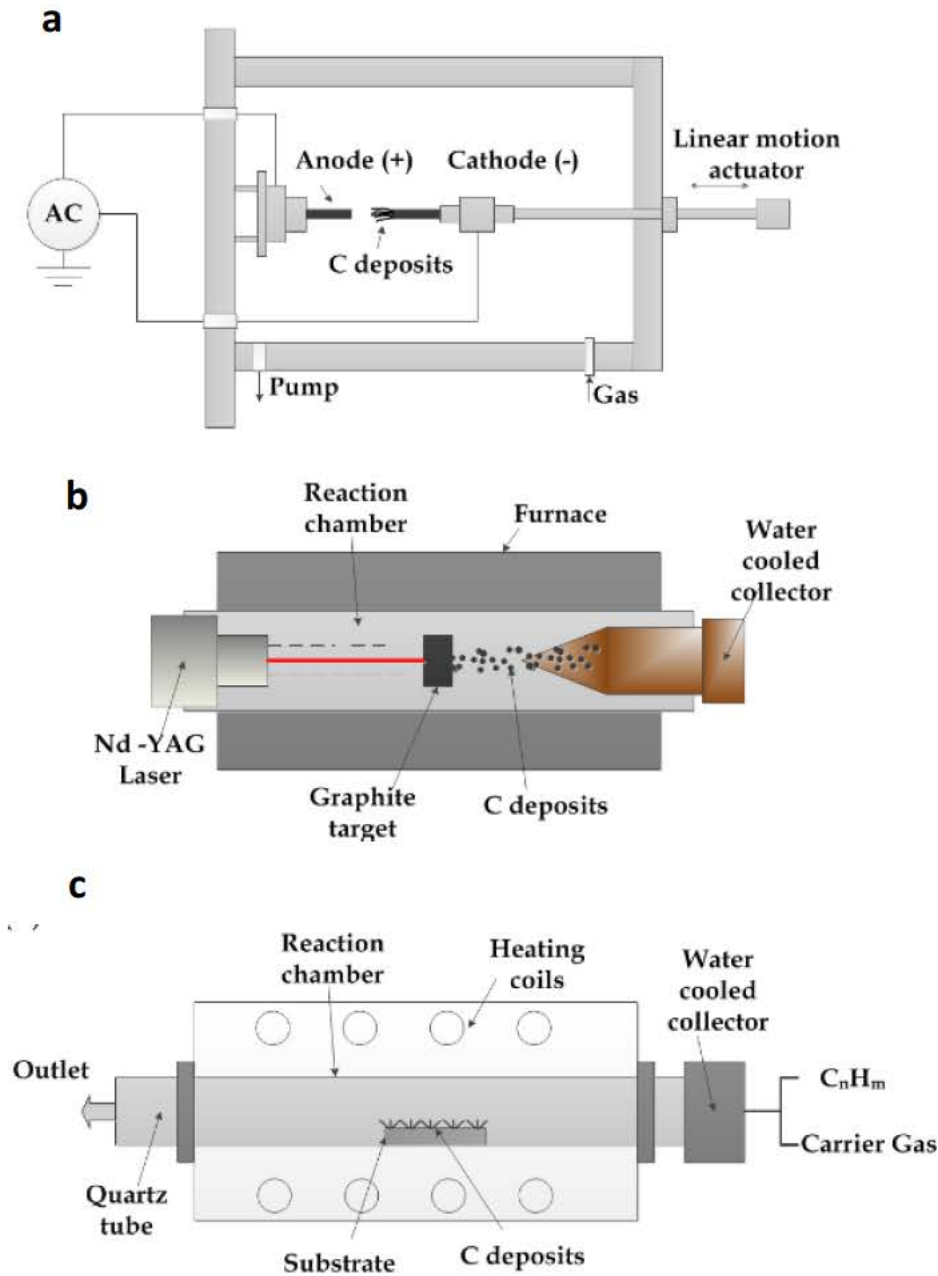 a
Linear motion
actuator
Anode (+)
Cathode (-)
AC
C deposits
Pump
Gas
b
Reaction
chamber
Furnace
Water
cooled
collector
Nd -YAG
Laser
Graphite
target
C deposits
c
Reaction
chamber
Heating
coils
Water
cooled
collector
Outlet
CnHm
Carrier Gas
Quartz
tube
Substrate
C deposits